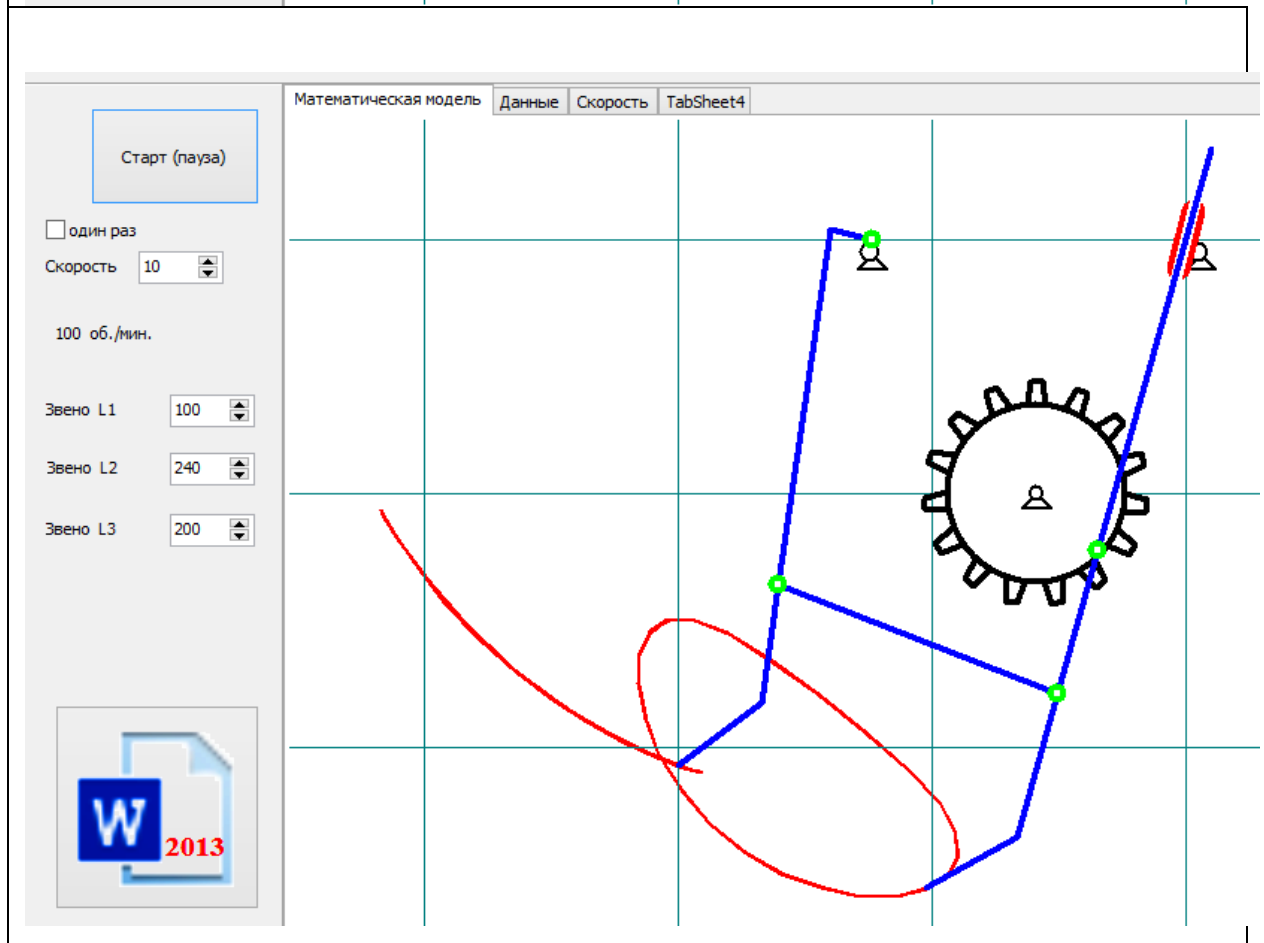 Математическая модель Данные Скорость TabSheet4
Старт (пауза)
один раз
Скорость 10
100 об./мин.
Звено L1 100
Звено L2 240
Звено L3 200
W
2013